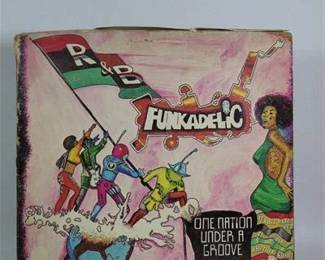 R&B
FUNKADELIC
ONE NATION
UNDER A
GROOVE